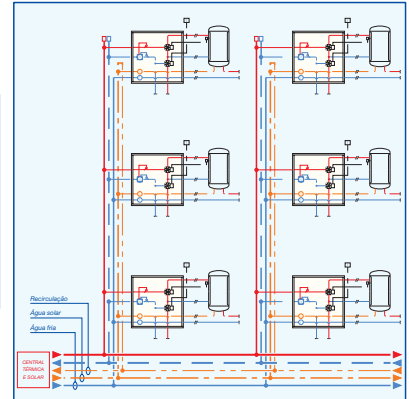 Recirculação
Água solar
Água fria
CENTRAL
TÉRMICA
E SOLAR